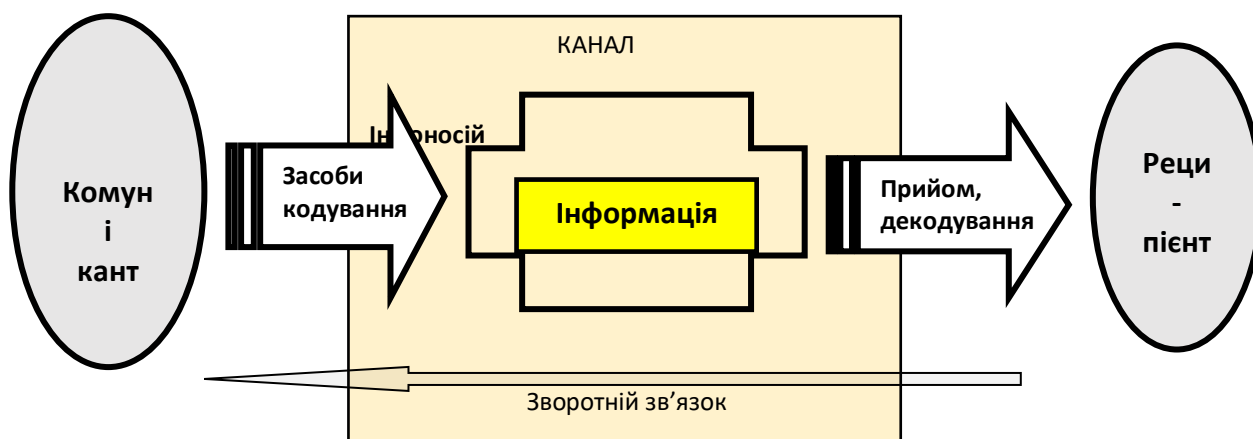 КАНАЛ
Засоби
кодування
Інформація
Прийом,
декодування
Комун
і
кант
Реци
-
пієнт
Зворотній зв’язок